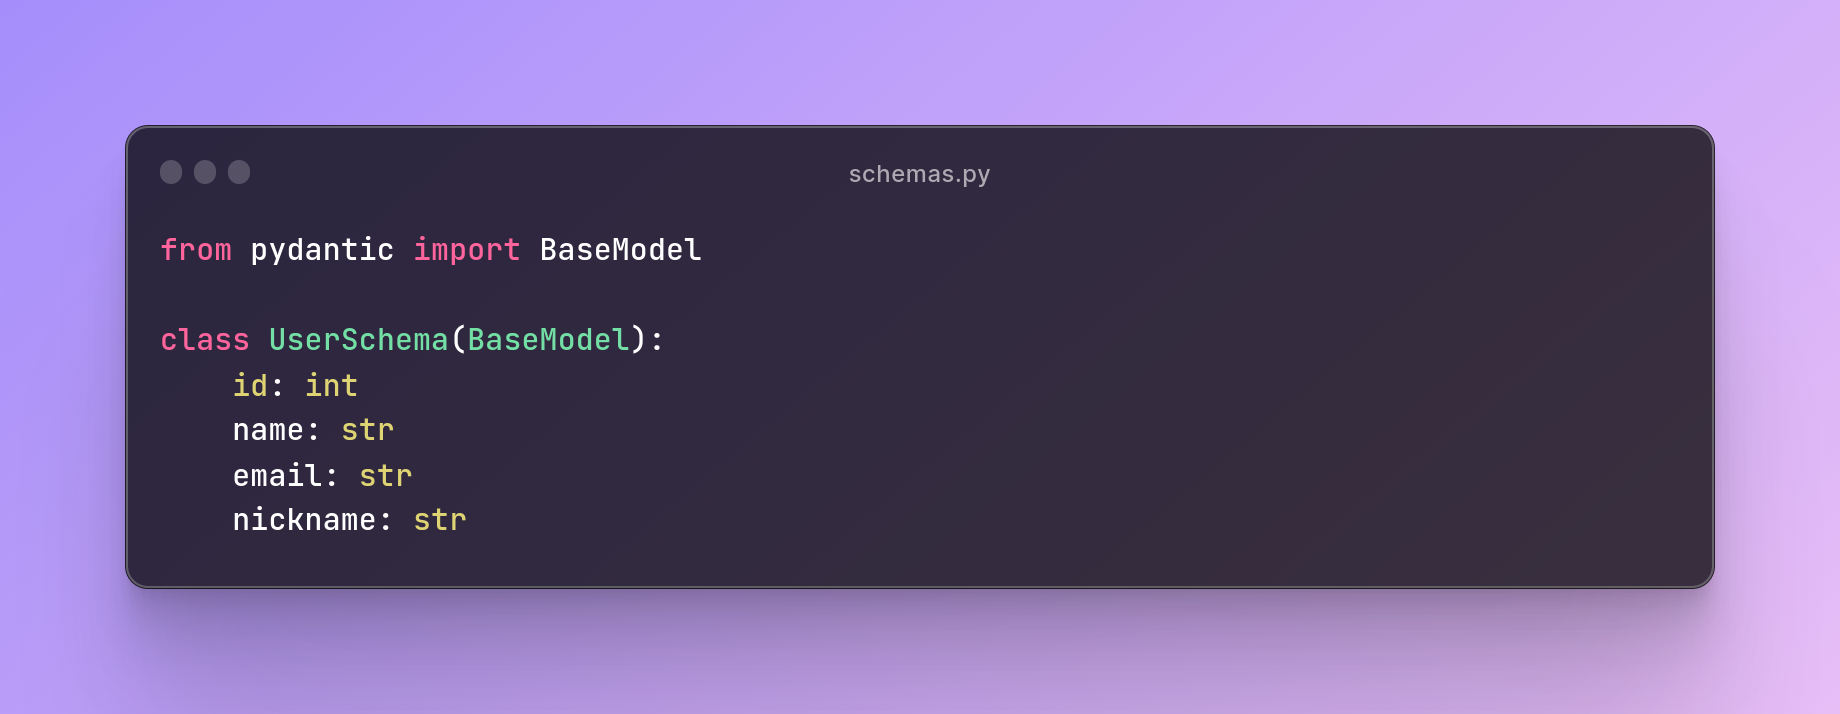 schemas.py
from pydantic import BaseModel

class UserSchema(BaseModel):
    id: int
    name: str
    email: str
    nickname: str